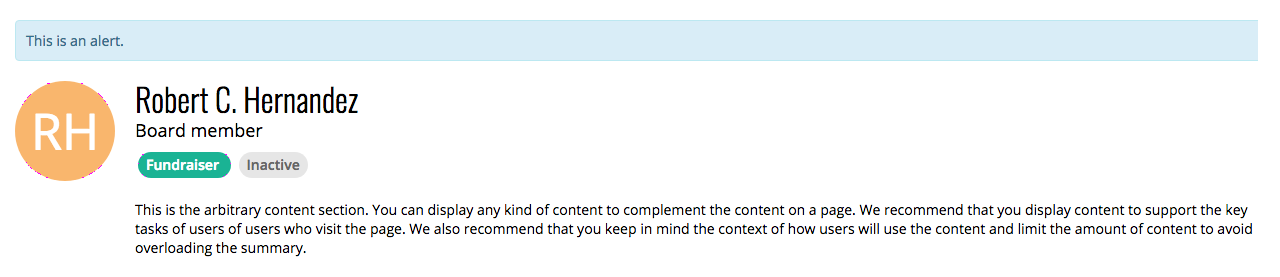 This is an alert.
RH
Robert C. Hernandez
Board member
Fundraiser Inactive
This is the arbitrary content section. You can display any kind of content to complement the content on a page. We recommend that you display content to support the key
tasks of users of users who visit the page. We also recommend that you keep in mind the context of how users will use the content and limit the amount of content to avoid
overloading the summary.